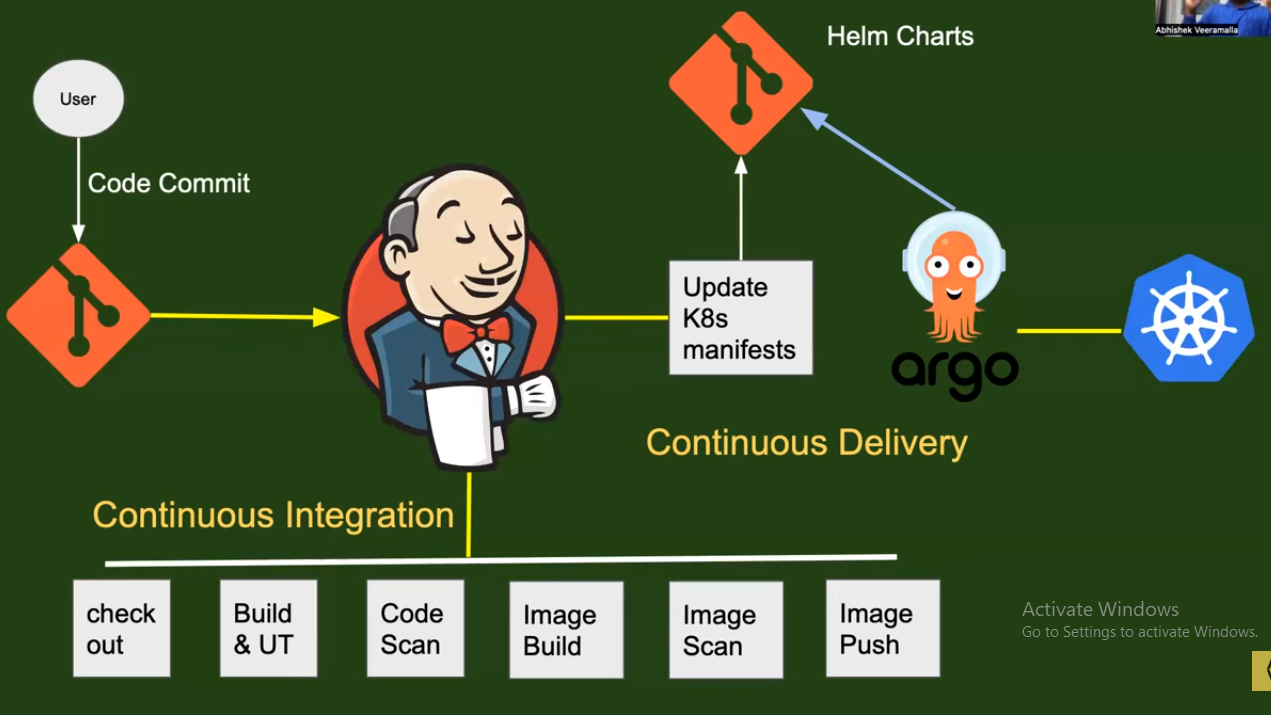 Abhishek Veeramalla
Helm Charts
User
Code Commit
Update
K8s
manifests
argo
Continuous Delivery
Continuous Integration
check
out
Build
& UT
Code
Scan
Image
Build
Image
Scan
Image
Push
Activate Windows
Go to Settings to activate Windows.